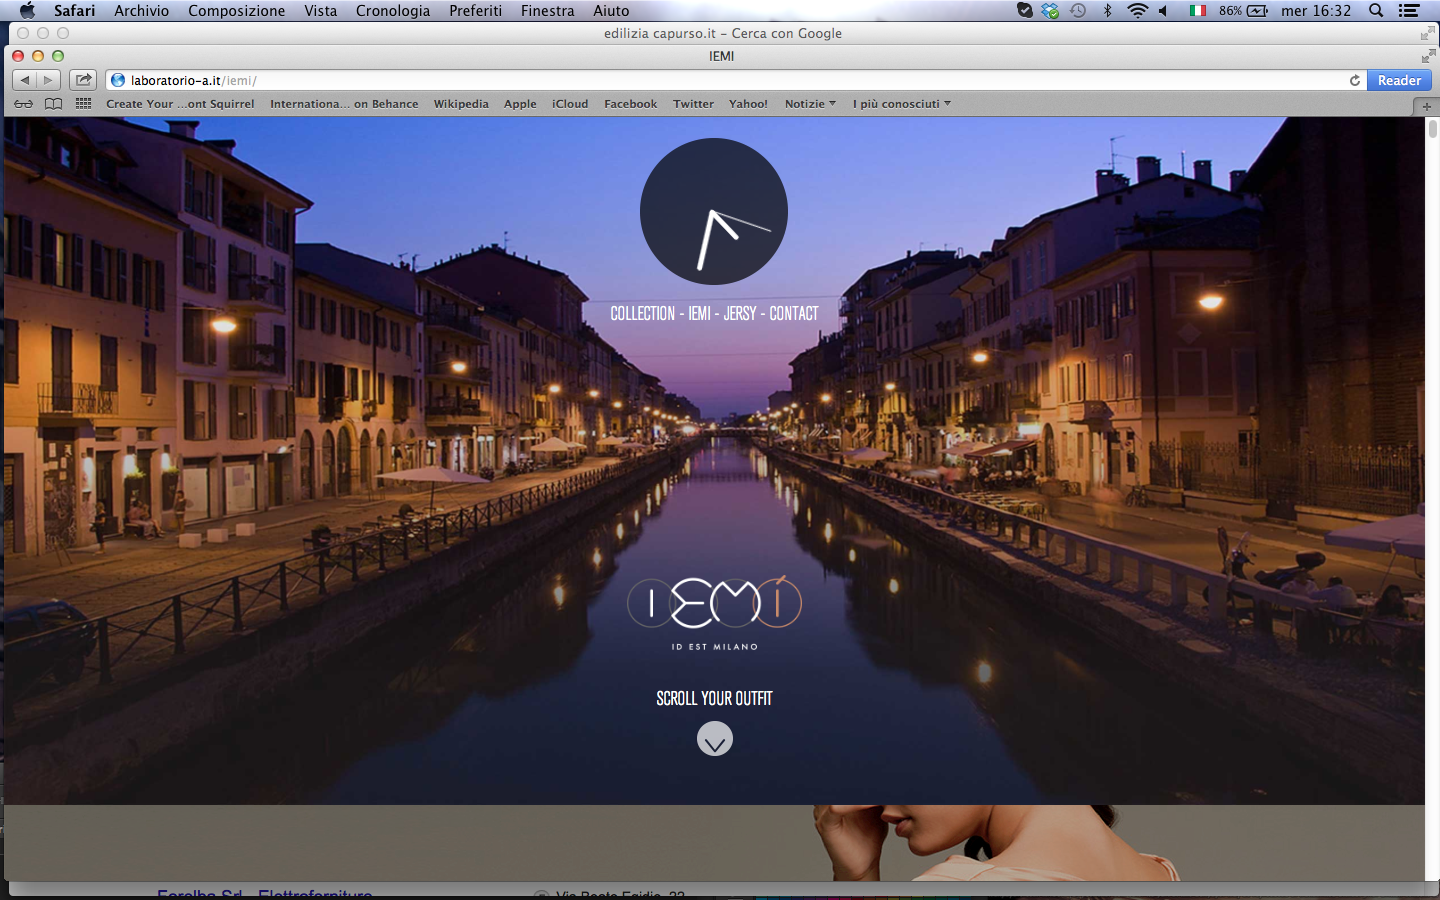 Safari Archivio Composizione Vista Cronologia Preferiti Finestra Aiuto 86% mer 16:32
edilizia capurso.it – Cerca con Google
IEMI
laboratorio-a.it/iemi/ Reader
Create Your ...ont Squirrel Internationa... on Behance Wikipedia Apple iCloud Facebook Twitter Yahoo! Notizie I più conosciuti
COLLECTION - IEMI - JERSY - CONTACT
IEMÍ
ID EST MILANO
SCROLL YOUR OUTFIT